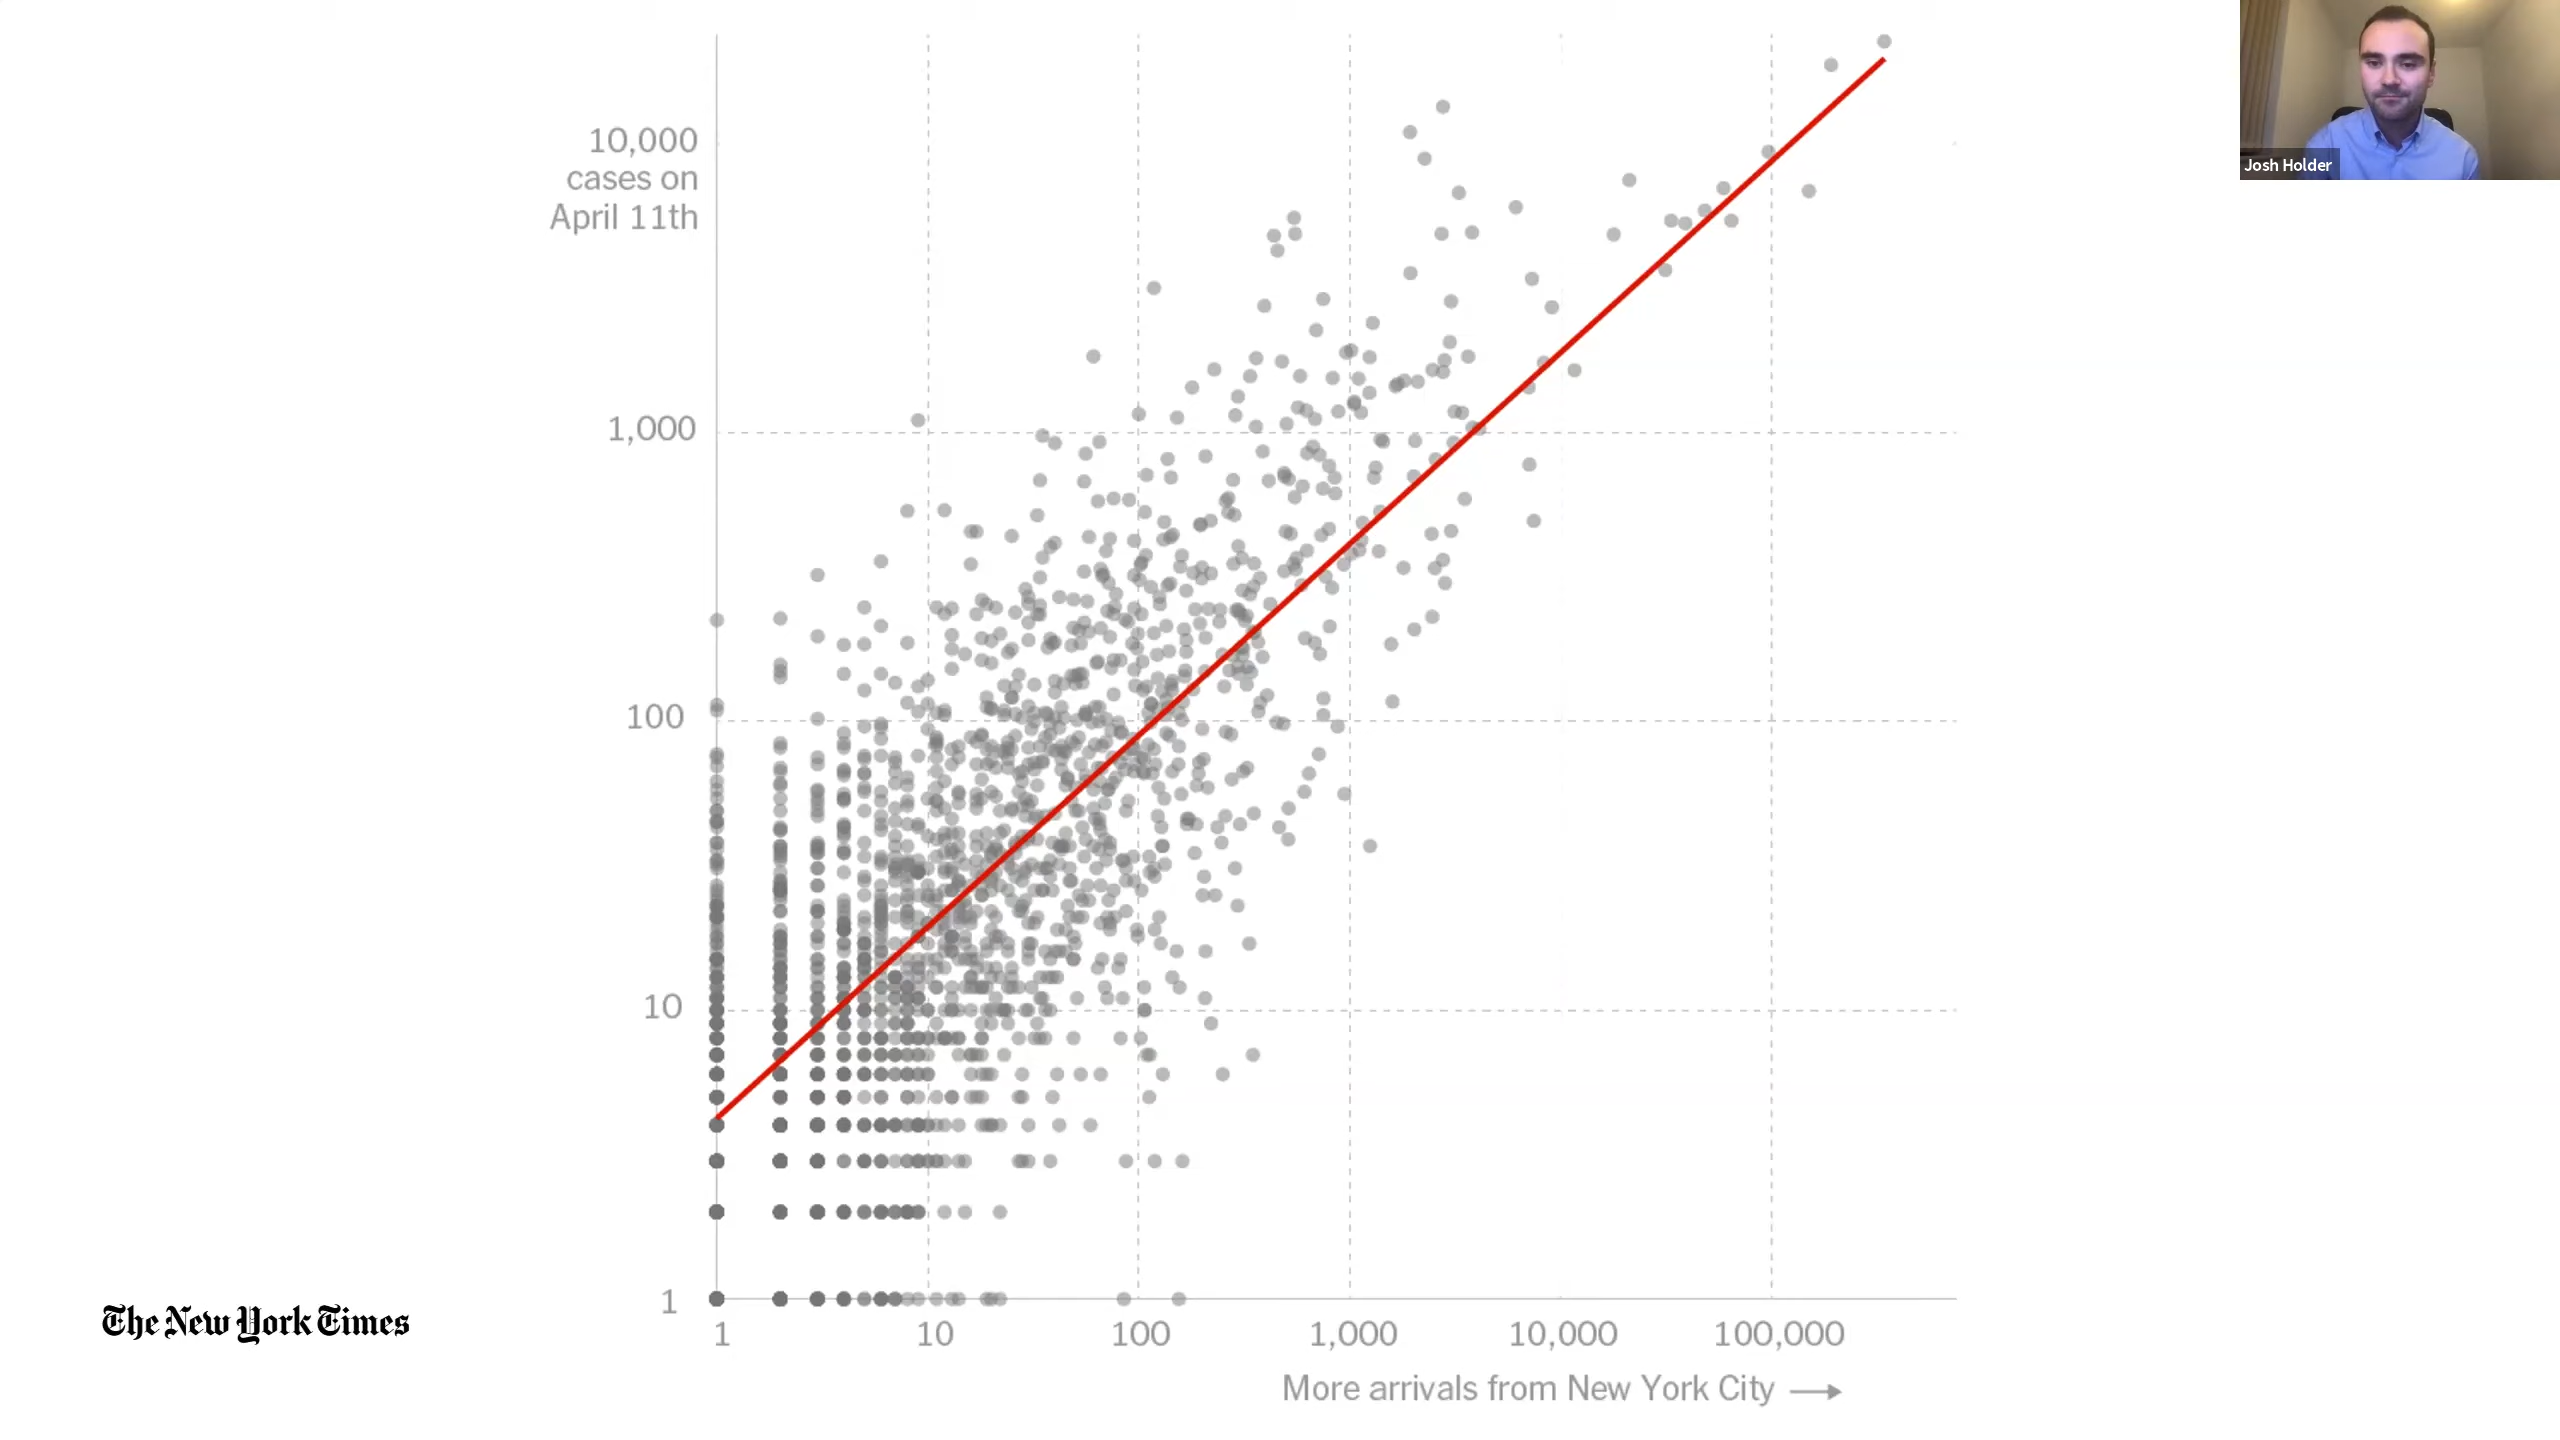 Josh Holder
10,000
cases on
April 11th
1,000
100
10
1
1 10 100 1,000 10,000 100,000
More arrivals from New York City
The New York Times